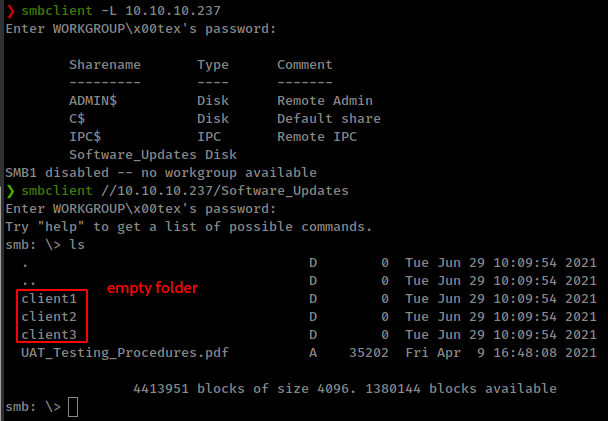 ❯ smbclient -L 10.10.10.237
Enter WORKGROUP\x00tex's password:
Sharename Type Comment
--------- ---- -------
ADMIN$ Disk Remote Admin
C$ Disk Default share
IPC$ IPC Remote IPC
Software_Updates Disk
SMB1 disabled -- no workgroup available
❯ smbclient //10.10.10.237/Software_Updates
Enter WORKGROUP\x00tex's password:
Try "help" to get a list of possible commands.
smb: \> ls
. D 0 Tue Jun 29 10:09:54 2021
.. D 0 Tue Jun 29 10:09:54 2021
empty folder
client1 D 0 Tue Jun 29 10:09:54 2021
client2 D 0 Tue Jun 29 10:09:54 2021
client3 D 0 Tue Jun 29 10:09:54 2021
UAT_Testing_Procedures.pdf A 35202 Fri Apr 9 16:48:08 2021
4413951 blocks of size 4096. 1380144 blocks available
smb: \>